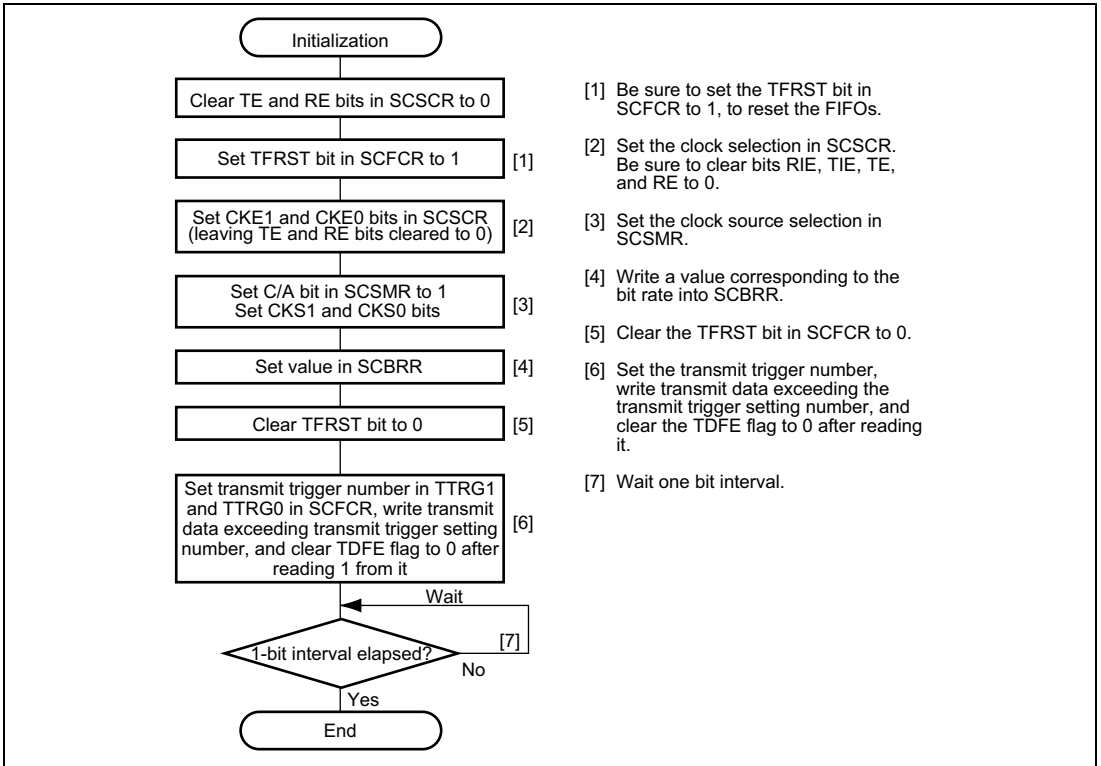 Initialization
Clear TE and RE bits in SCSCR to 0
Set TFRST bit in SCFCR to 1
[1]
Set CKE1 and CKE0 bits in SCSCR
(leaving TE and RE bits cleared to 0)
[2]
Set C/A bit in SCSMR to 1
Set CKS1 and CKS0 bits
[3]
Set value in SCBRR
[4]
Clear TFRST bit to 0
[5]
Set transmit trigger number in TTRG1
and TTRG0 in SCFCR, write transmit
data exceeding transmit trigger setting
number, and clear TDFE flag to 0 after
reading 1 from it
[6]
Wait
1-bit interval elapsed?
[7]
No
Yes
End
[1] Be sure to set the TFRST bit in
SCFCR to 1, to reset the FIFOs.
[2] Set the clock selection in SCSCR.
Be sure to clear bits RIE, TIE, TE,
and RE to 0.
[3] Set the clock source selection in
SCSMR.
[4] Write a value corresponding to the
bit rate into SCBRR.
[5] Clear the TFRST bit in SCFCR to 0.
[6] Set the transmit trigger number,
write transmit data exceeding the
transmit trigger setting number, and
clear the TDFE flag to 0 after reading
it.
[7] Wait one bit interval.